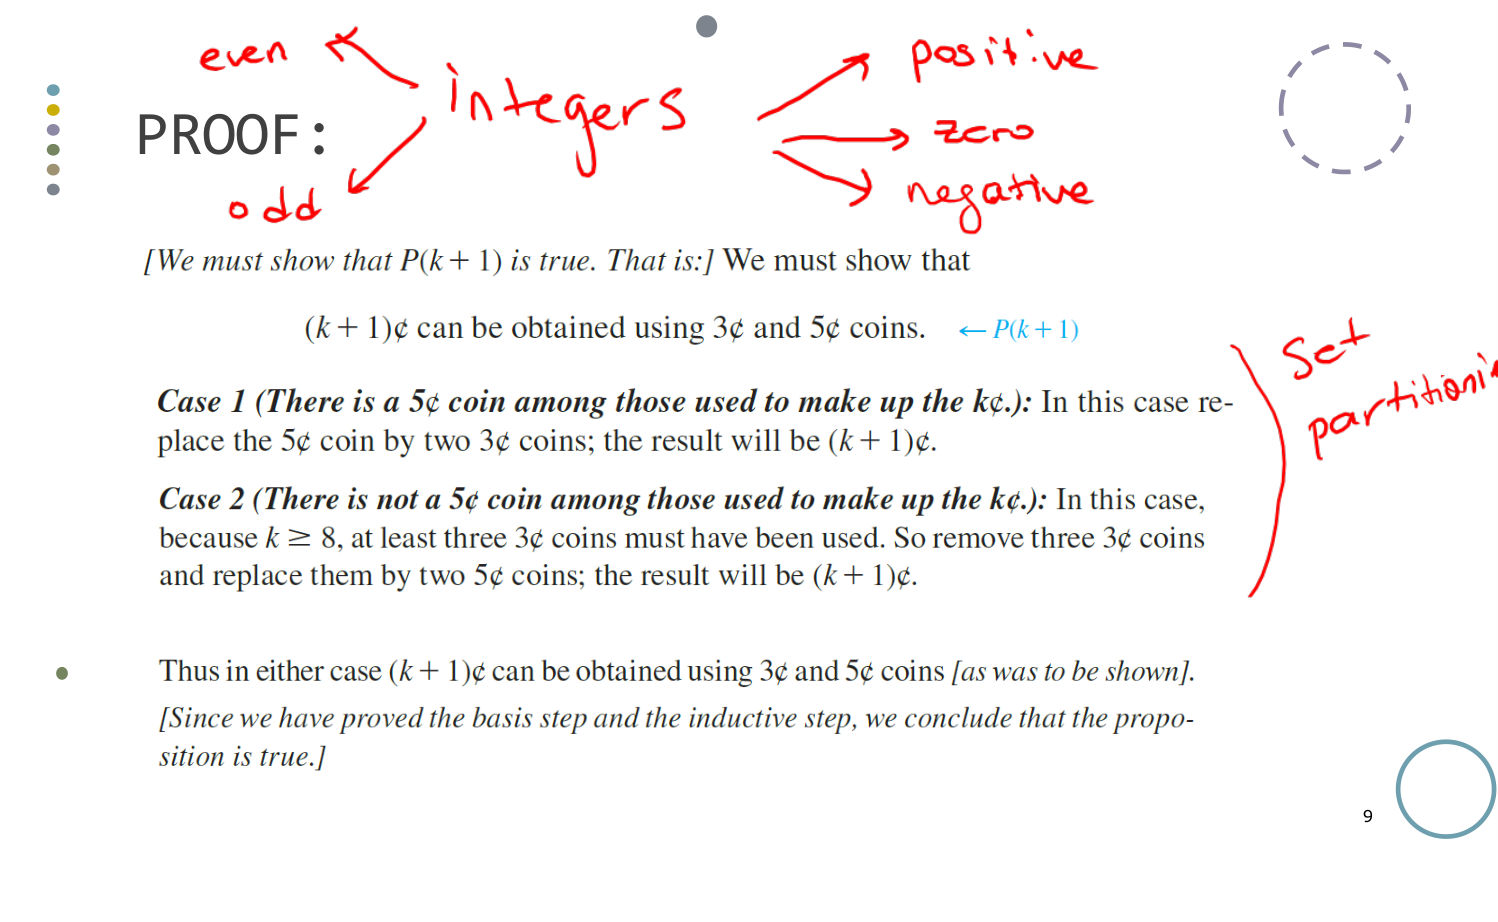 even
integers
positive
PROOF:
zero
odd
negative
[We must show that P(k + 1) is true. That is:] We must show that
(k + 1)¢ can be obtained using 3¢ and 5¢ coins. ← P(k + 1)
Set
partitioni
Case 1 (There is a 5¢ coin among those used to make up the k¢.): In this case re-
place the 5¢ coin by two 3¢ coins; the result will be (k + 1)¢.
Case 2 (There is not a 5¢ coin among those used to make up the k¢.): In this case,
because k ≥ 8, at least three 3¢ coins must have been used. So remove three 3¢ coins
and replace them by two 5¢ coins; the result will be (k + 1)¢.
Thus in either case (k + 1)¢ can be obtained using 3¢ and 5¢ coins [as was to be shown].
[Since we have proved the basis step and the inductive step, we conclude that the propo-
sition is true.]
9